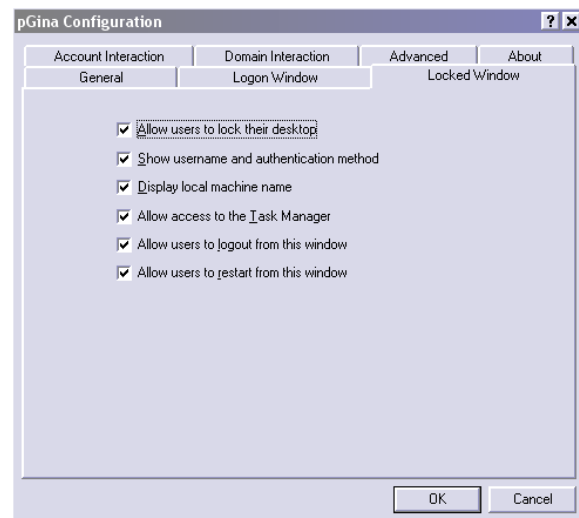 pGina Configuration
Account Interaction Domain Interaction Advanced About
General Logon Window Locked Window
Allow users to lock their desktop
Show username and authentication method
Display local machine name
Allow access to the Task Manager
Allow users to logout from this window
Allow users to restart from this window
OK Cancel